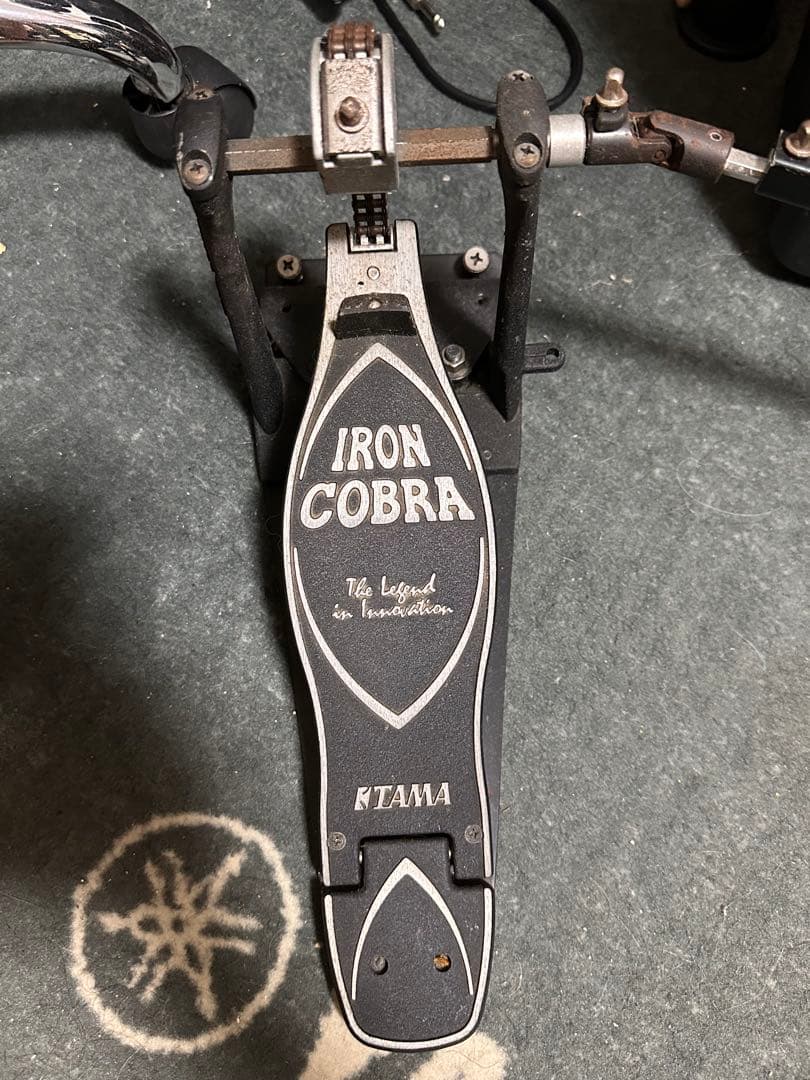 IRON
COBRA
The Legend
in Innovation
TAMA